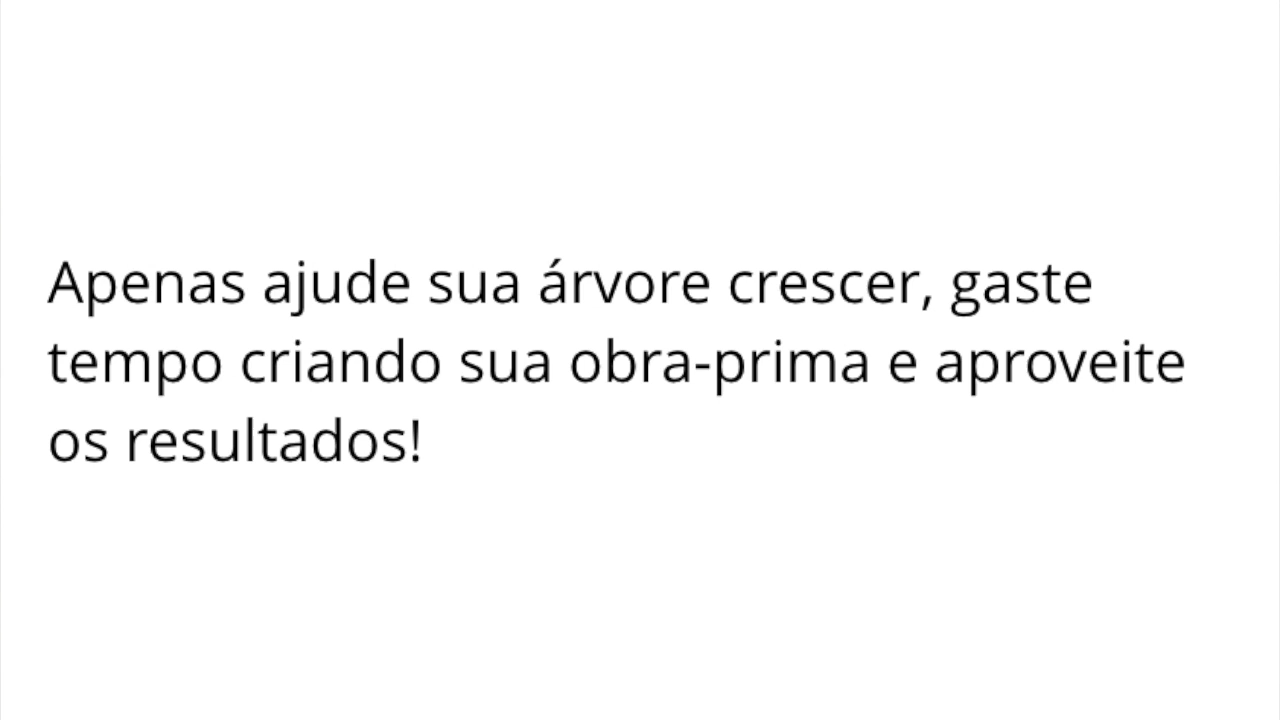 Apenas ajude sua árvore crescer, gaste
tempo criando sua obra-prima e aproveite
os resultados!